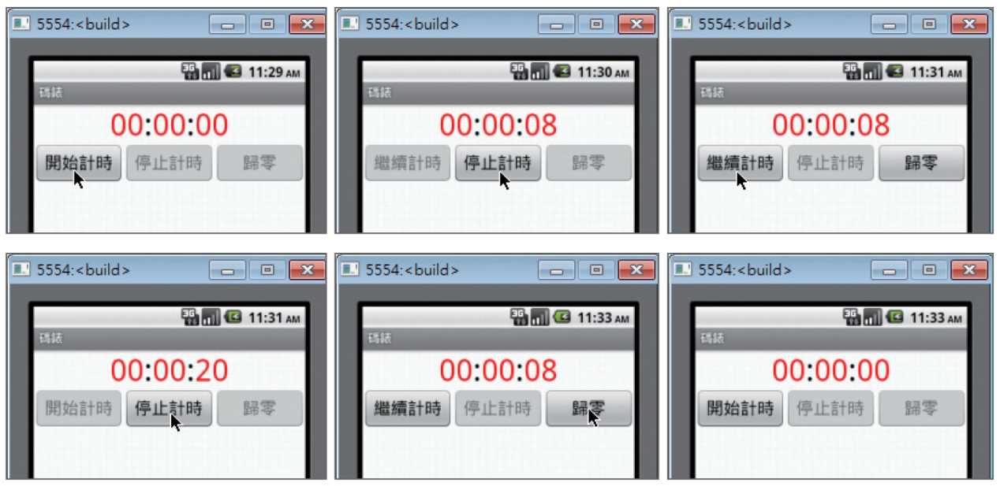 5554:<build>
3G 11:29 AM
碼錶
00:00:00
開始計時 停止計時 歸零
5554:<build>
3G 11:30 AM
碼錶
00:00:08
繼續計時 停止計時 歸零
5554:<build>
3G 11:31 AM
碼錶
00:00:08
繼續計時 停止計時 歸零
5554:<build>
3G 11:31 AM
碼錶
00:00:20
開始計時 停止計時 歸零
5554:<build>
3G 11:33 AM
碼錶
00:00:08
繼續計時 停止計時 歸零
5554:<build>
3G 11:33 AM
碼錶
00:00:00
開始計時 停止計時 歸零